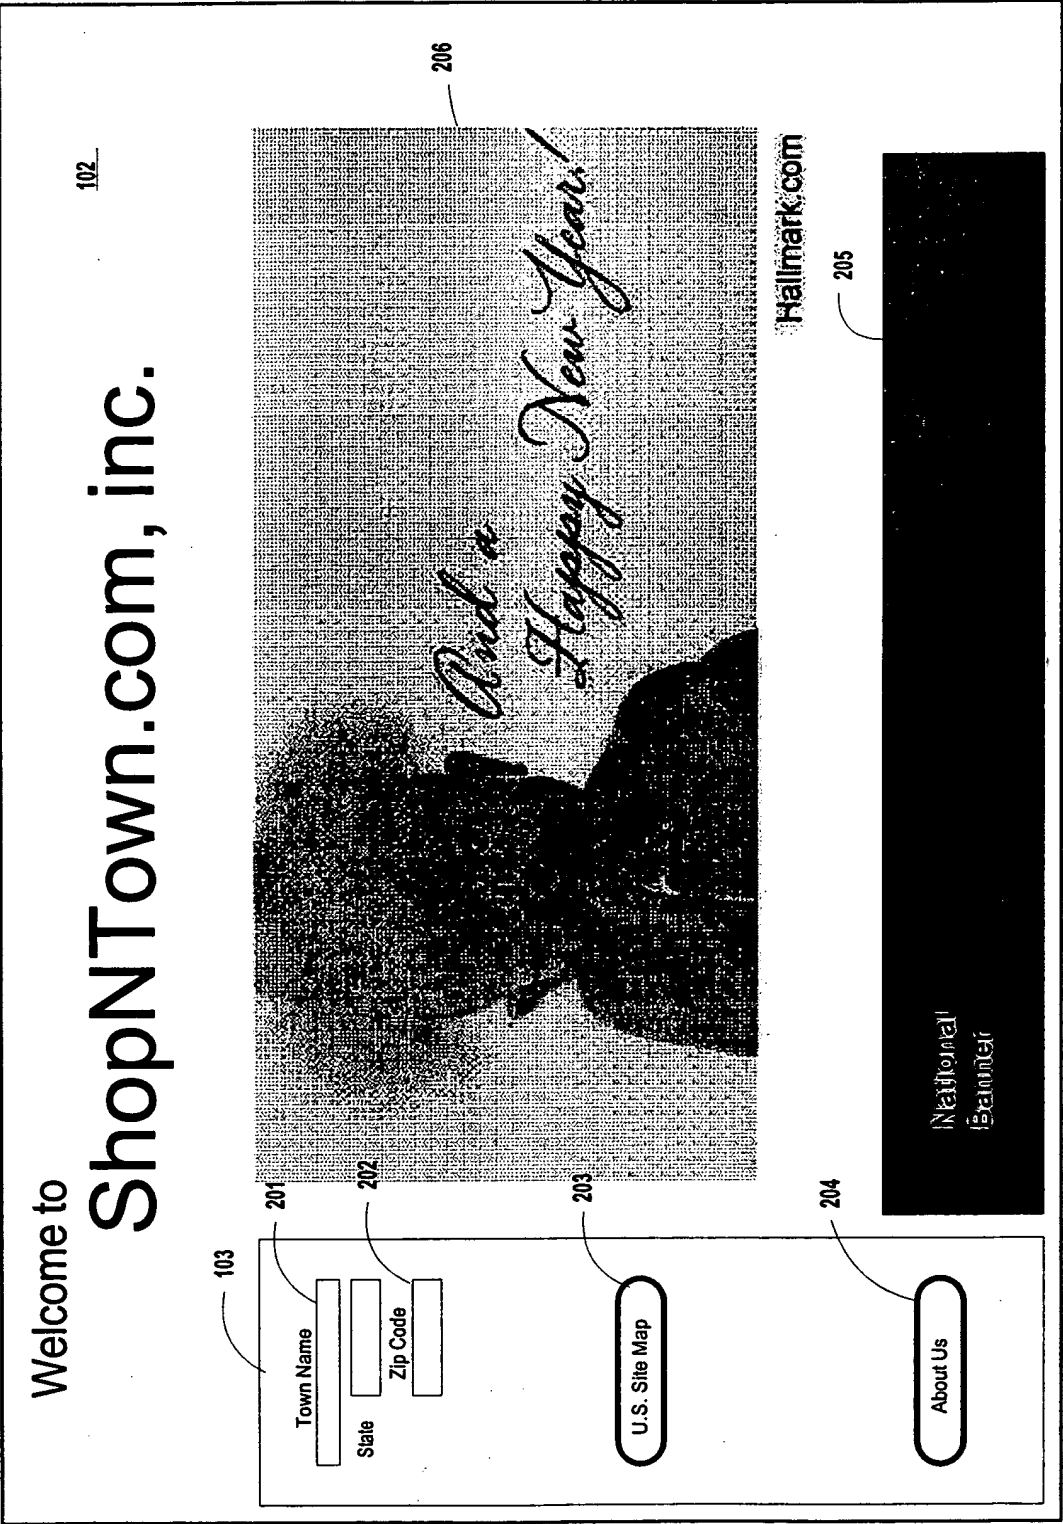 Welcome to
ShopNTown.com, inc.
102
103
Town Name
201
State
Zip Code
202
U.S. Site Map
203
About Us
204
And a
Happy New Year!
206
Hallmark.com
205
National
Banner